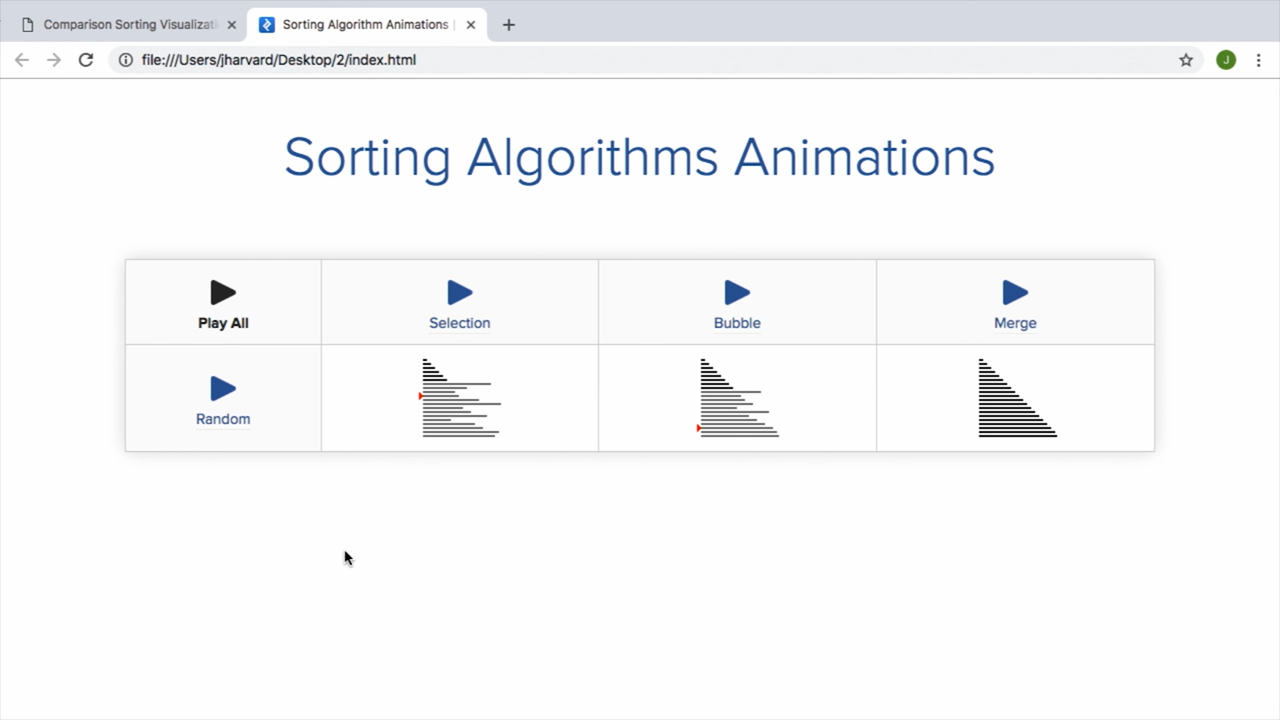 Comparison Sorting Visualizati
Sorting Algorithm Animations |
file:///Users/jharvard/Desktop/2/index.html
J
Sorting Algorithms Animations
Play All
Selection
Bubble
Merge
Random